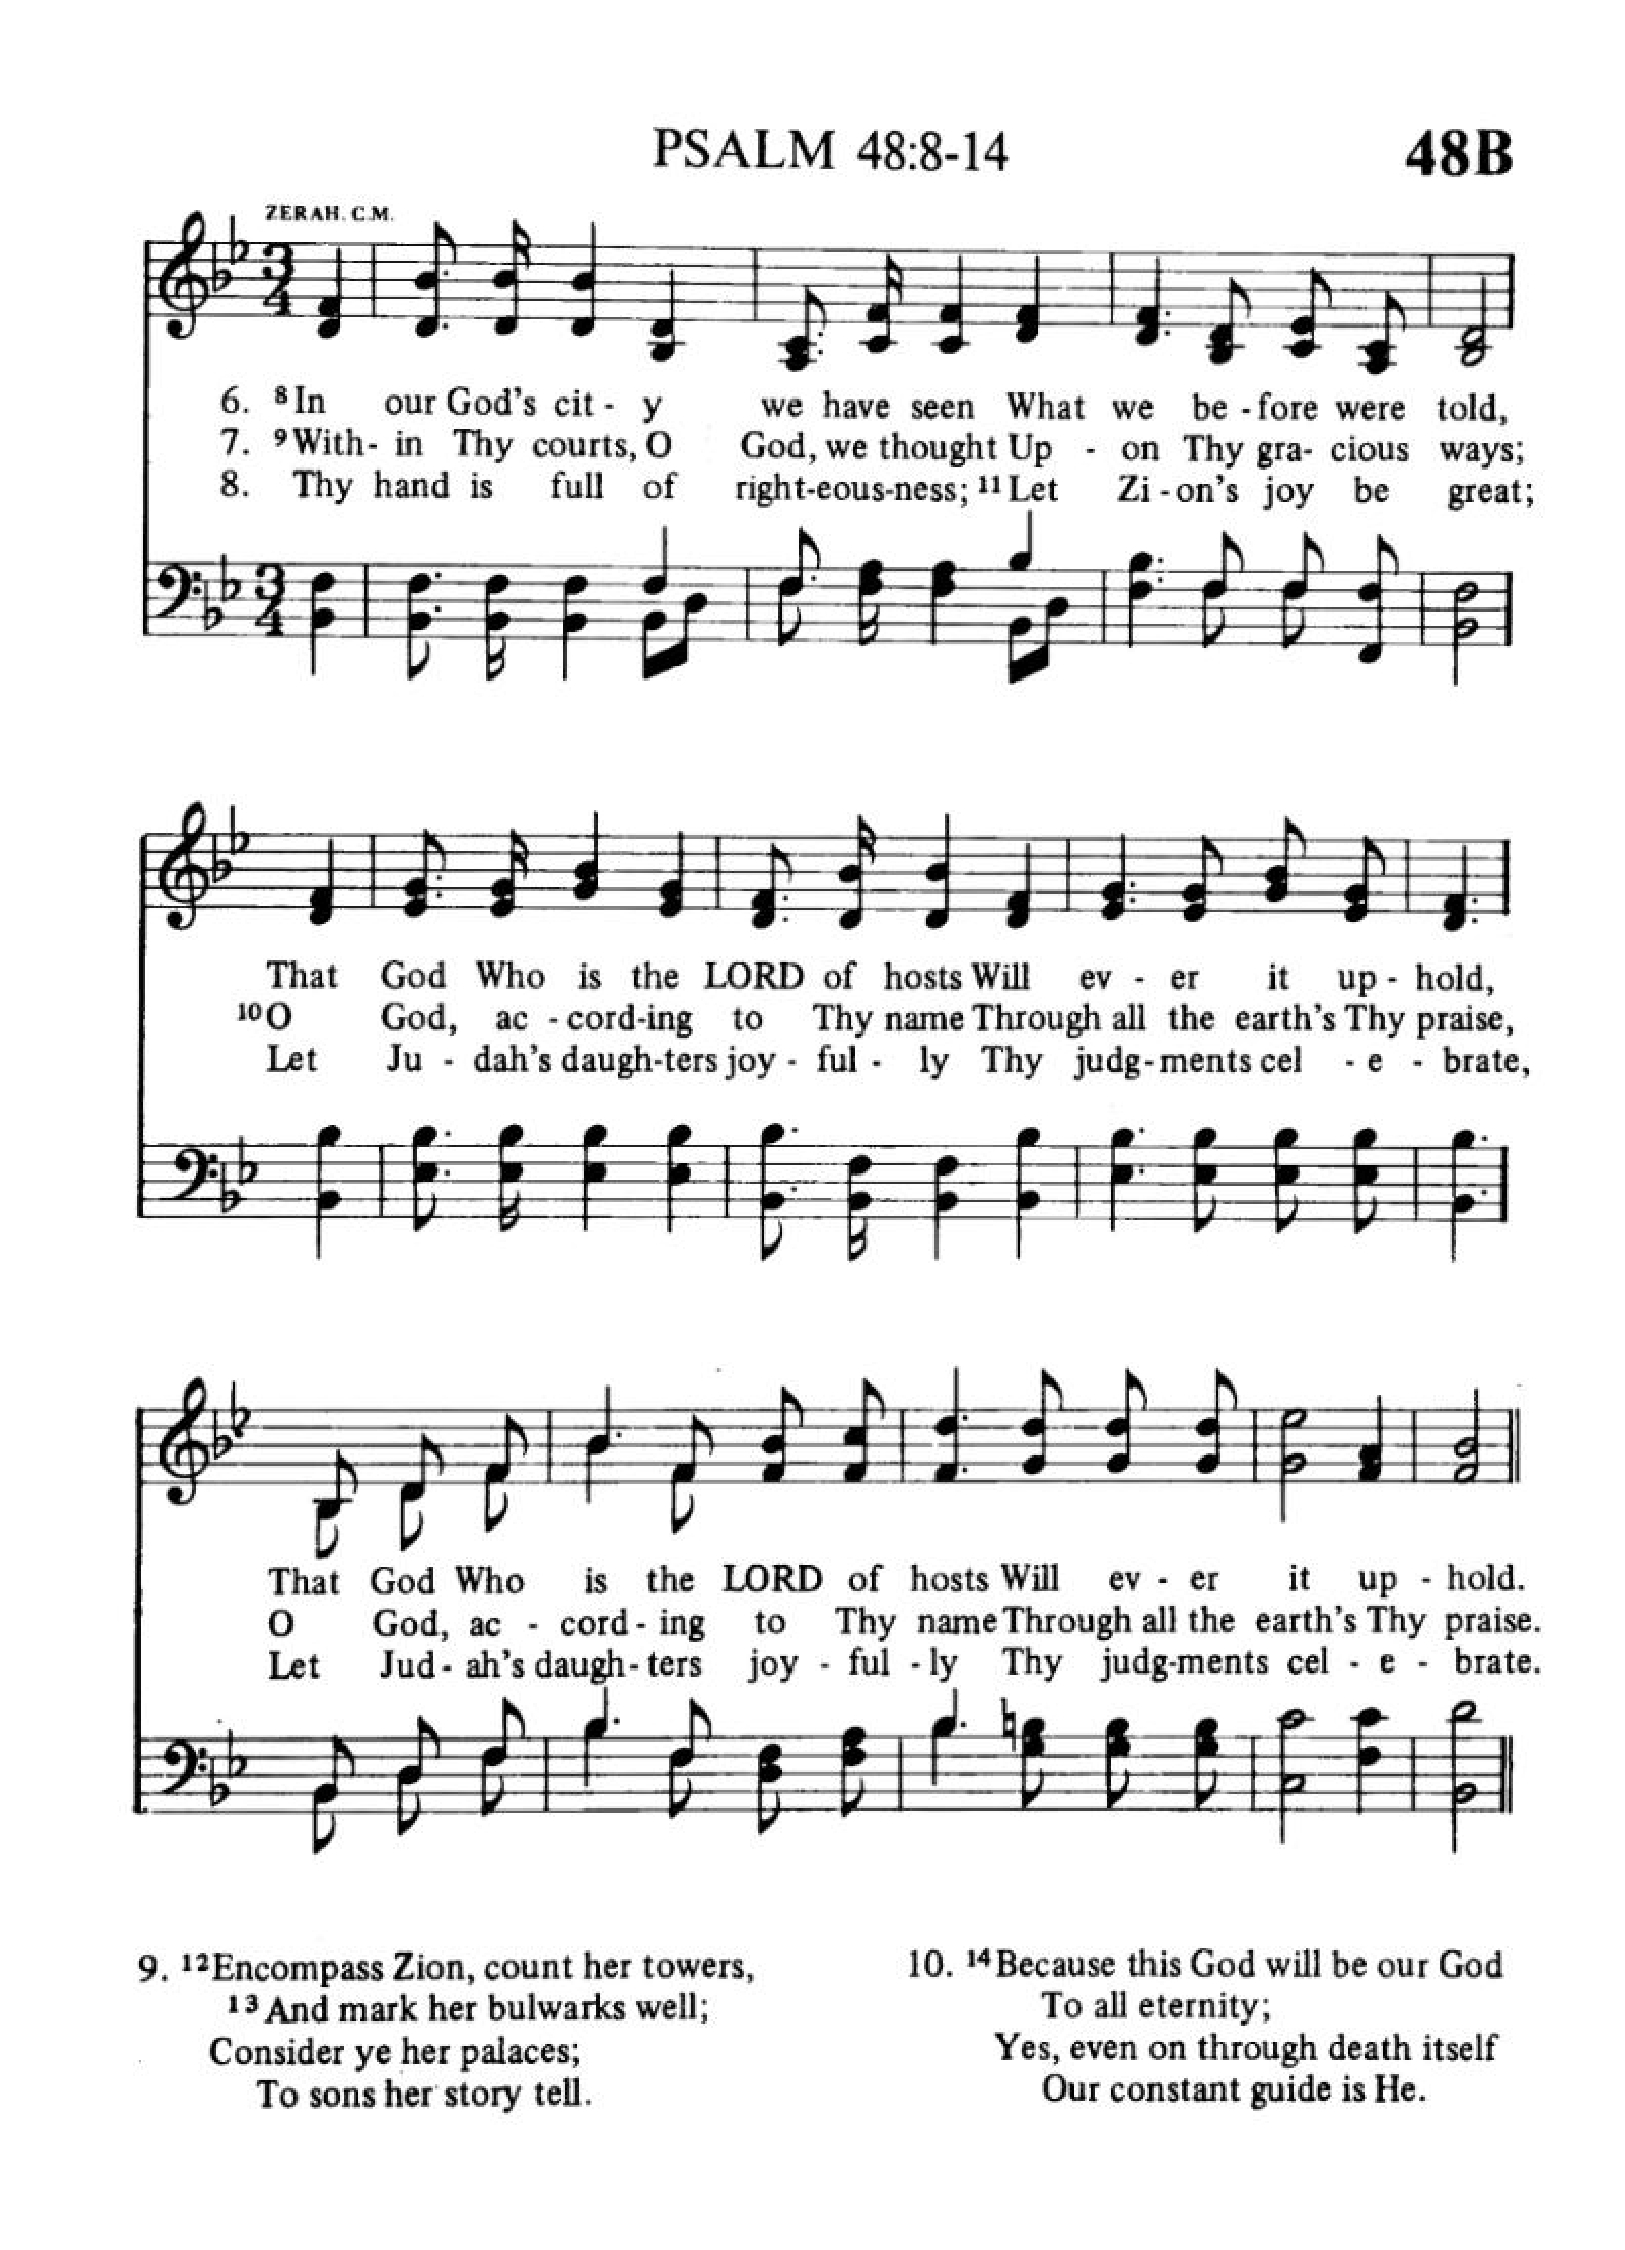 PSALM 48:8-14 48B
ZERAH. C.M.
3 4
6. ⁸In our God's cit - y we have seen What we be - fore were told,
7. ⁹With- in Thy courts, O God, we thought Up - on Thy gra- cious ways;
8. Thy hand is full of right-eous-ness; ¹¹Let Zi - on's joy be great;
3 4
That God Who is the LORD of hosts Will ev - er it up - hold,
¹⁰O God, ac - cord-ing to Thy name Through all the earth's Thy praise,
Let Ju - dah's daugh-ters joy - ful - ly Thy judg-ments cel - e - brate,
That God Who is the LORD of hosts Will ev - er it up - hold.
O God, ac - cord - ing to Thy name Through all the earth's Thy praise.
Let Jud - ah's daugh- ters joy - ful - ly Thy judg-ments cel - e - brate.
9. ¹²Encompass Zion, count her towers,
¹³And mark her bulwarks well;
Consider ye her palaces;
To sons her story tell.
10. ¹⁴Because this God will be our God
To all eternity;
Yes, even on through death itself
Our constant guide is He.